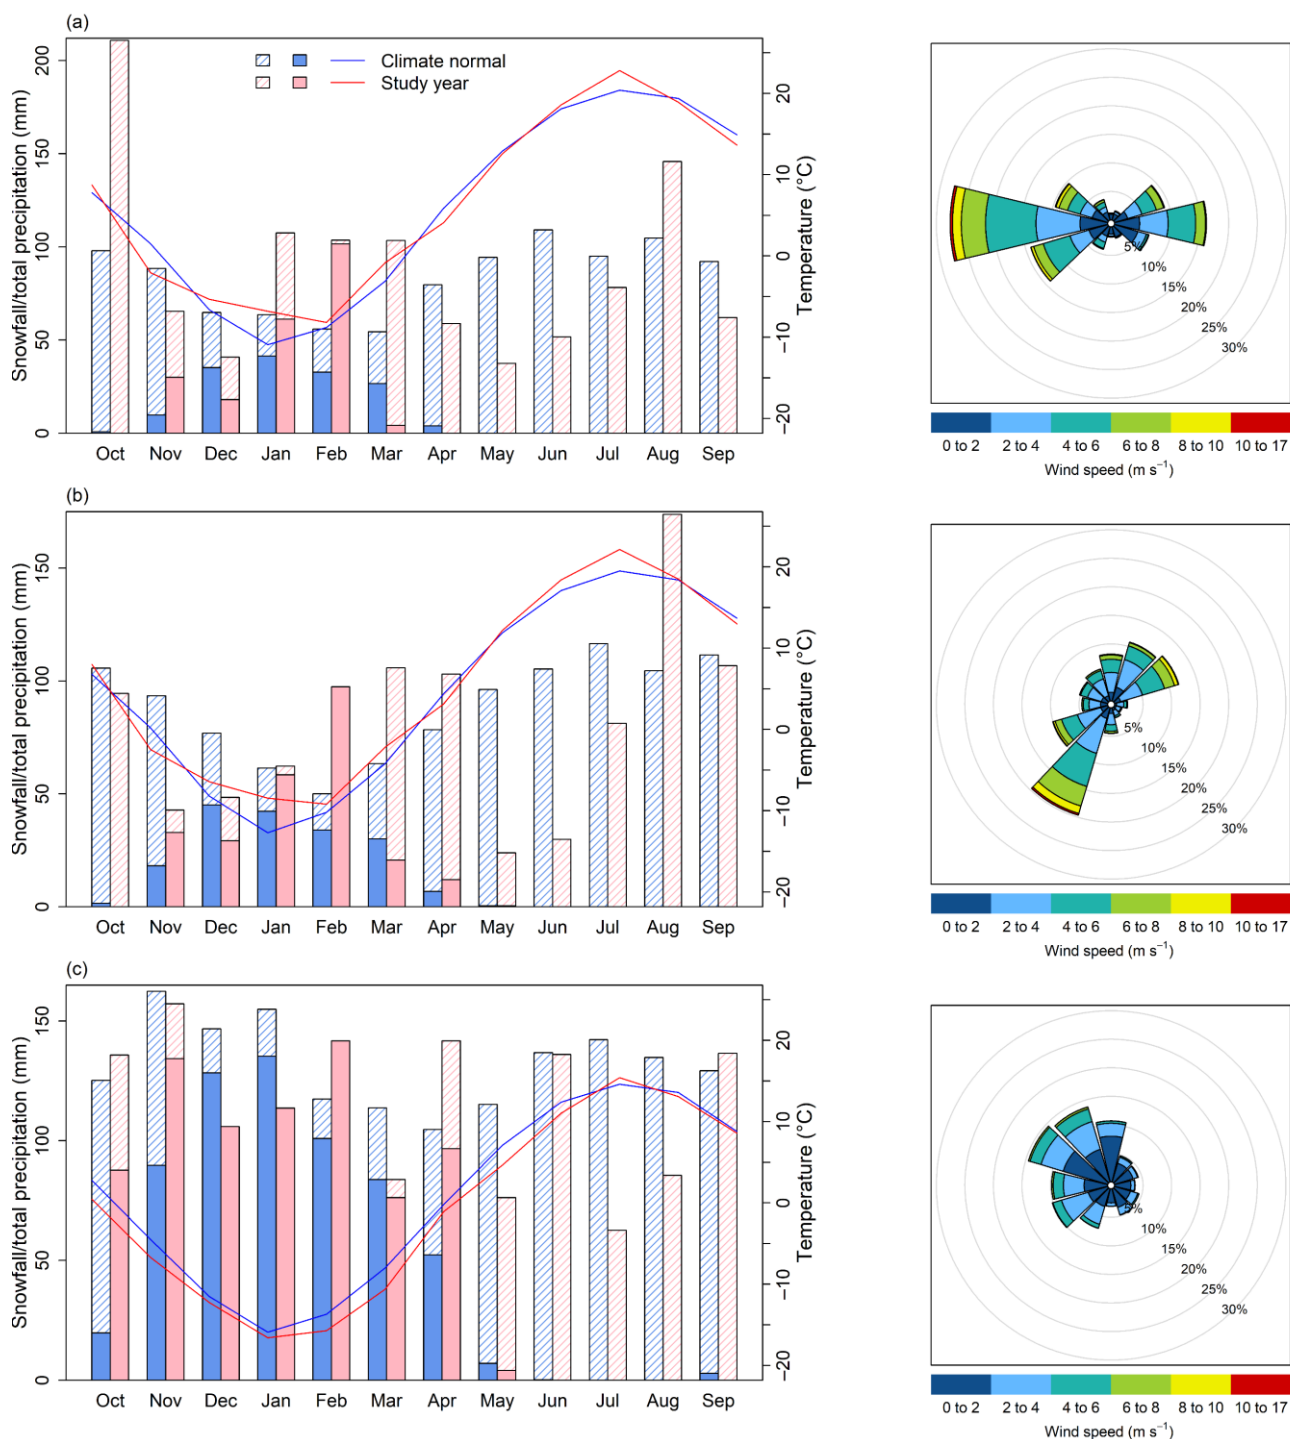 (a)
Snowfall/total precipitation (mm)
200
150
100
50
0
Climate normal
Study year
20
10
0
−10
−20
Temperature (°C)
Oct Nov Dec Jan Feb Mar Apr May Jun Jul Aug Sep
5%
10%
15%
20%
25%
30%
0 to 2 2 to 4 4 to 6 6 to 8 8 to 10 10 to 17
Wind speed (m s⁻¹)
(b)
Snowfall/total precipitation (mm)
150
100
50
0
20
10
0
−10
−20
Temperature (°C)
Oct Nov Dec Jan Feb Mar Apr May Jun Jul Aug Sep
5%
10%
15%
20%
25%
30%
0 to 2 2 to 4 4 to 6 6 to 8 8 to 10 10 to 17
Wind speed (m s⁻¹)
(c)
Snowfall/total precipitation (mm)
150
100
50
0
20
10
0
−10
−20
Temperature (°C)
Oct Nov Dec Jan Feb Mar Apr May Jun Jul Aug Sep
5%
10%
15%
20%
25%
30%
0 to 2 2 to 4 4 to 6 6 to 8 8 to 10 10 to 17
Wind speed (m s⁻¹)